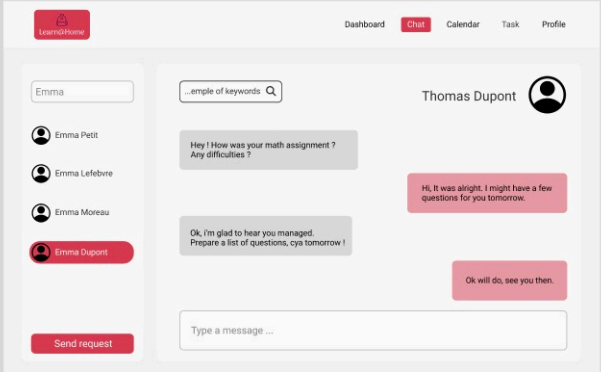 Learn@Home
Dashboard
Chat
Calendar
Task
Profile
Emma
Emma Petit
Emma Lefebvre
Emma Moreau
Emma Dupont
Send request
...emple of keywords
Thomas Dupont
Hey ! How was your math assignment ?
Any difficulties ?
Hi, It was alright. I might have a few
questions for you tomorrow.
Ok, i'm glad to hear you managed.
Prepare a list of questions, cya tomorrow !
Ok will do, see you then.
Type a message ...